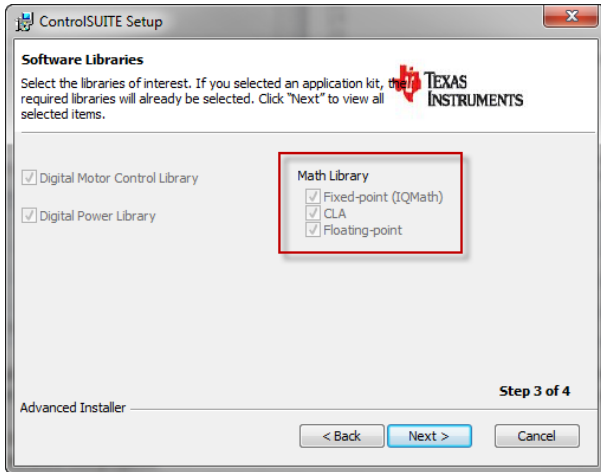 ControlSUITE Setup
Software Libraries
Select the libraries of interest. If you selected an application kit, the
required libraries will already be selected. Click "Next" to view all
selected items.
TEXAS
INSTRUMENTS
Digital Motor Control Library
Digital Power Library
Math Library
Fixed-point (IQMath)
CLA
Floating-point
Step 3 of 4
Advanced Installer
< Back
Next >
Cancel